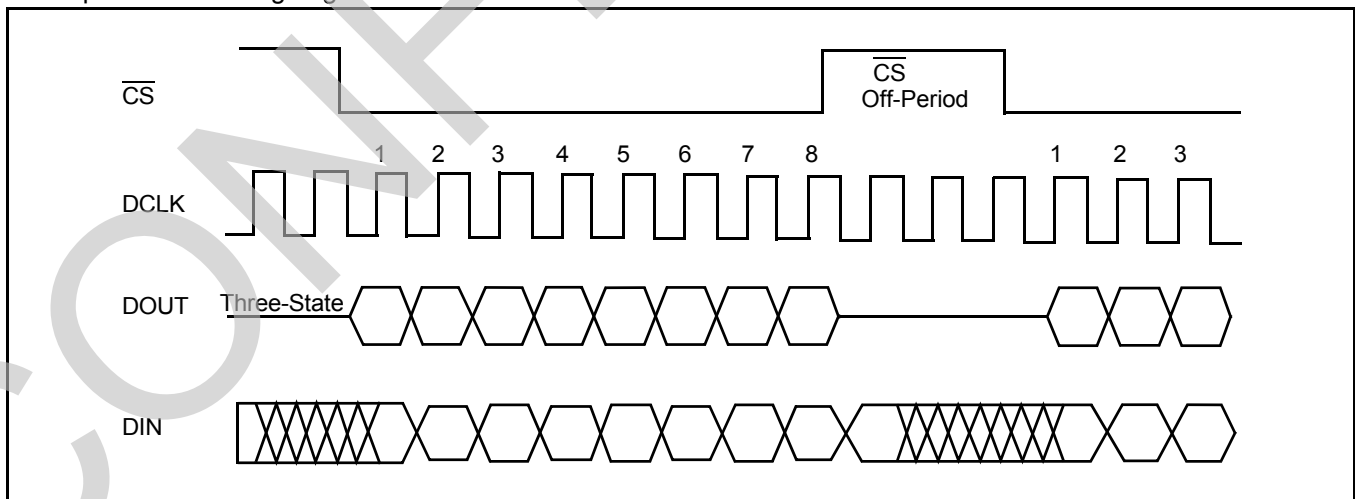 CS
CS
Off-Period
1 2 3 4 5 6 7 8 1 2 3
DCLK
DOUT Three-State
DIN